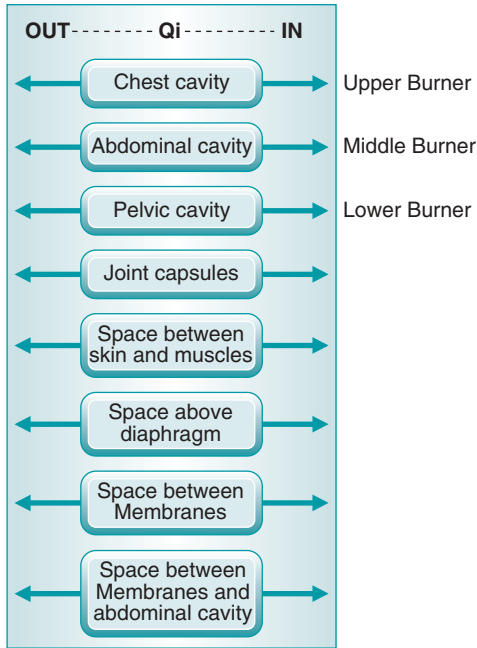 OUT--------Qi---------IN
Chest cavity
Upper Burner
Abdominal cavity
Middle Burner
Pelvic cavity
Lower Burner
Joint capsules
Space between
skin and muscles
Space above
diaphragm
Space between
Membranes
Space between
Membranes and
abdominal cavity